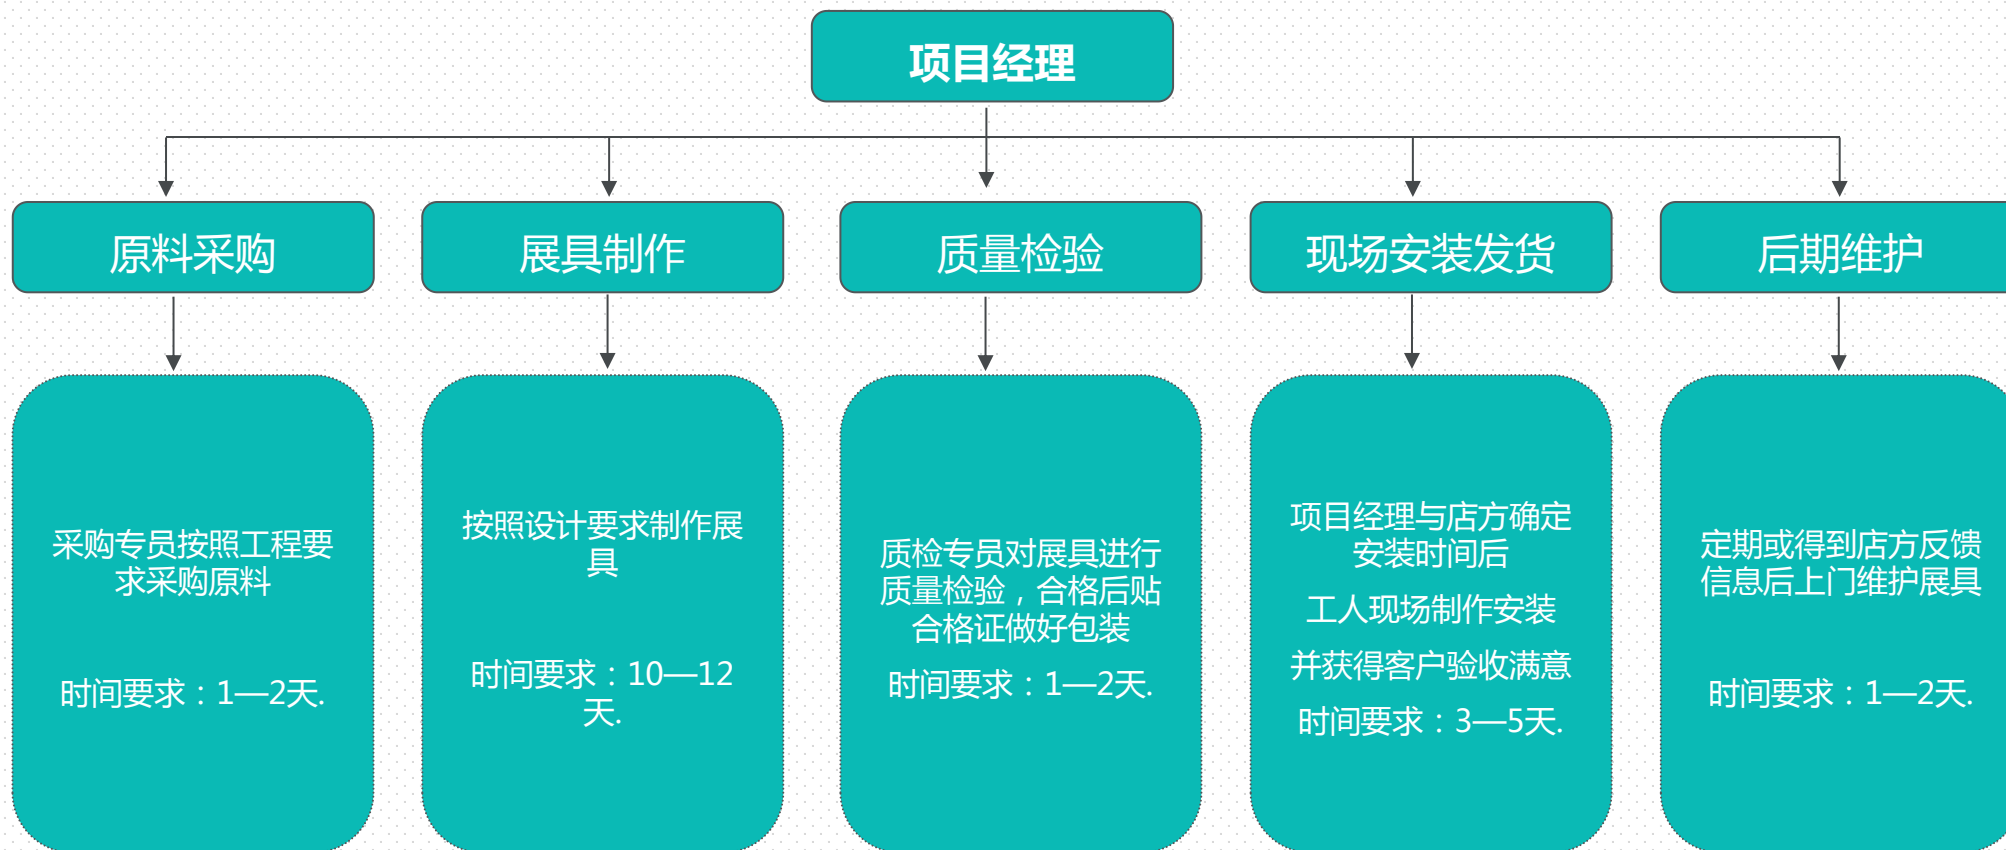 项目经理
原料采购
展具制作
质量检验
现场安装发货
后期维护
采购专员按照工程要
求采购原料
时间要求：1—2天.
按照设计要求制作展
具
时间要求：10—12
天.
质检专员对展具进行
质量检验，合格后贴
合格证做好包装
时间要求：1—2天.
项目经理与店方确定
安装时间后
工人现场制作安装
并获得客户验收满意
时间要求：3—5天.
定期或得到店方反馈
信息后上门维护展具
时间要求：1—2天.